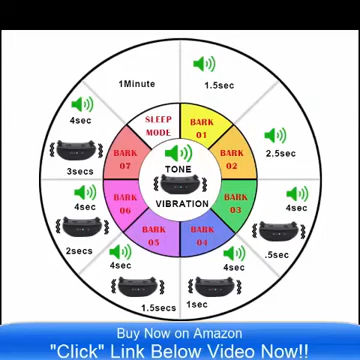 1Minute
1.5sec
4sec
SLEEP
MODE
BARK
01
2.5sec
BARK
07
BARK
02
3secs
TONE
4sec
BARK
06
VIBRATION
BARK
03
4sec
2secs
BARK
05
BARK
04
.5sec
4sec
4sec
1.5secs
1sec
Buy Now on Amazon
"Click" Link Below Video Now!!